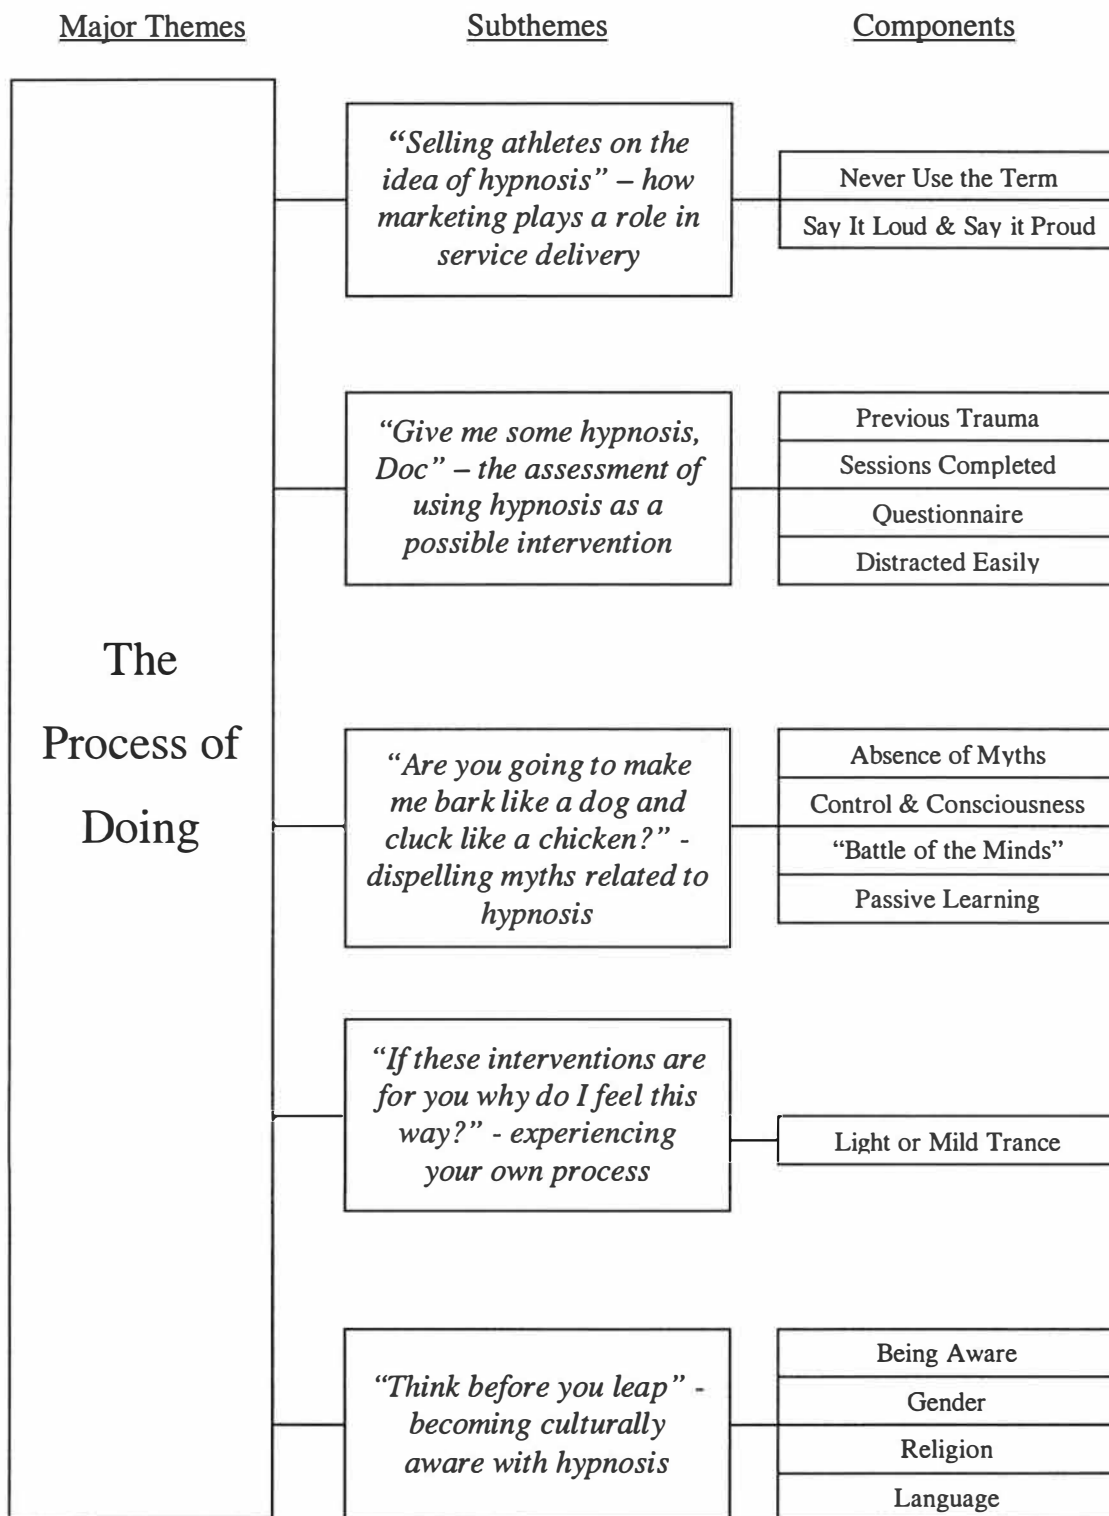 Major Themes
Subthemes
Components
The
Process of
Doing
“Selling athletes on the
idea of hypnosis” – how
marketing plays a role in
service delivery
Never Use the Term
Say It Loud & Say it Proud
“Give me some hypnosis,
Doc” – the assessment of
using hypnosis as a
possible intervention
Previous Trauma
Sessions Completed
Questionnaire
Distracted Easily
“Are you going to make
me bark like a dog and
cluck like a chicken?” -
dispelling myths related to
hypnosis
Absence of Myths
Control & Consciousness
“Battle of the Minds”
Passive Learning
“If these interventions are
for you why do I feel this
way?” - experiencing
your own process
Light or Mild Trance
“Think before you leap” -
becoming culturally
aware with hypnosis
Being Aware
Gender
Religion
Language